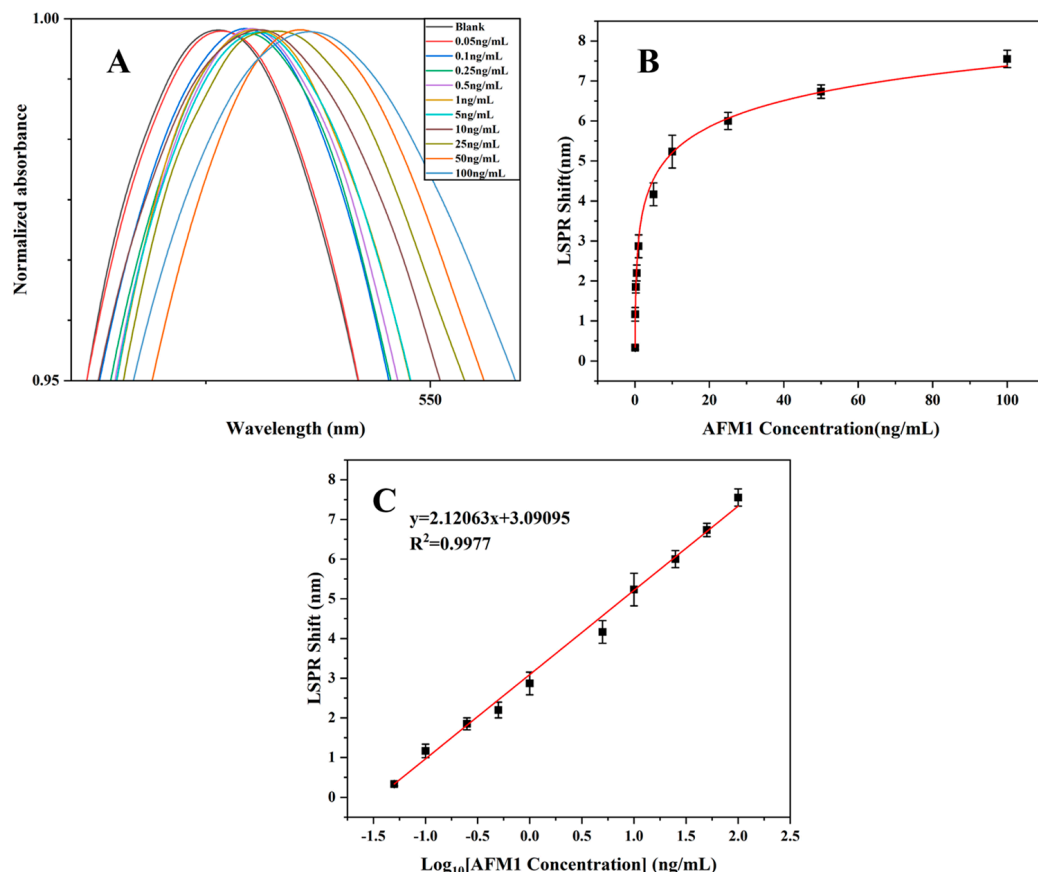 1.00
A
Blank
0.05ng/mL
0.1ng/mL
0.25ng/mL
0.5ng/mL
1ng/mL
5ng/mL
10ng/mL
25ng/mL
50ng/mL
100ng/mL
Normalized absorbance
0.95
550
Wavelength (nm)
B
8
7
6
5
4
3
2
1
0
LSPR Shift(nm)
0
20
40
60
80
100
AFM1 Concentration(ng/mL)
C
y=2.12063x+3.09095
R²=0.9977
8
7
6
5
4
3
2
1
0
LSPR Shift (nm)
-1.5
-1.0
-0.5
0.0
0.5
1.0
1.5
2.0
2.5
Log₁₀[AFM1 Concentration] (ng/mL)